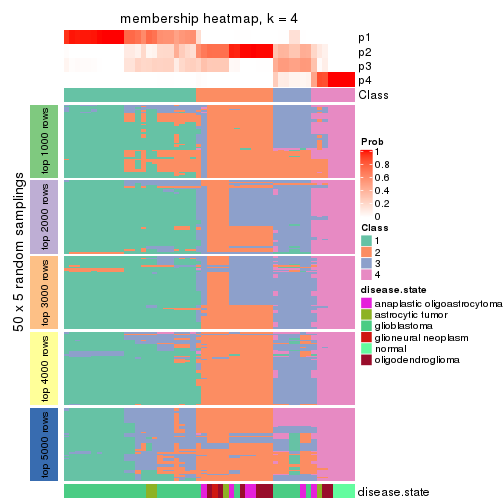 membership heatmap, k = 4
p1
p2
p3
p4
Class
50 x 5 random samplings
top 1000 rows
top 2000 rows
top 3000 rows
top 4000 rows
top 5000 rows
disease.state
Prob
1
0.8
0.6
0.4
0.2
0
Class
1
2
3
4
disease.state
anaplastic oligoastrocytoma
astrocytic tumor
glioblastoma
glioneural neoplasm
normal
oligodendroglioma